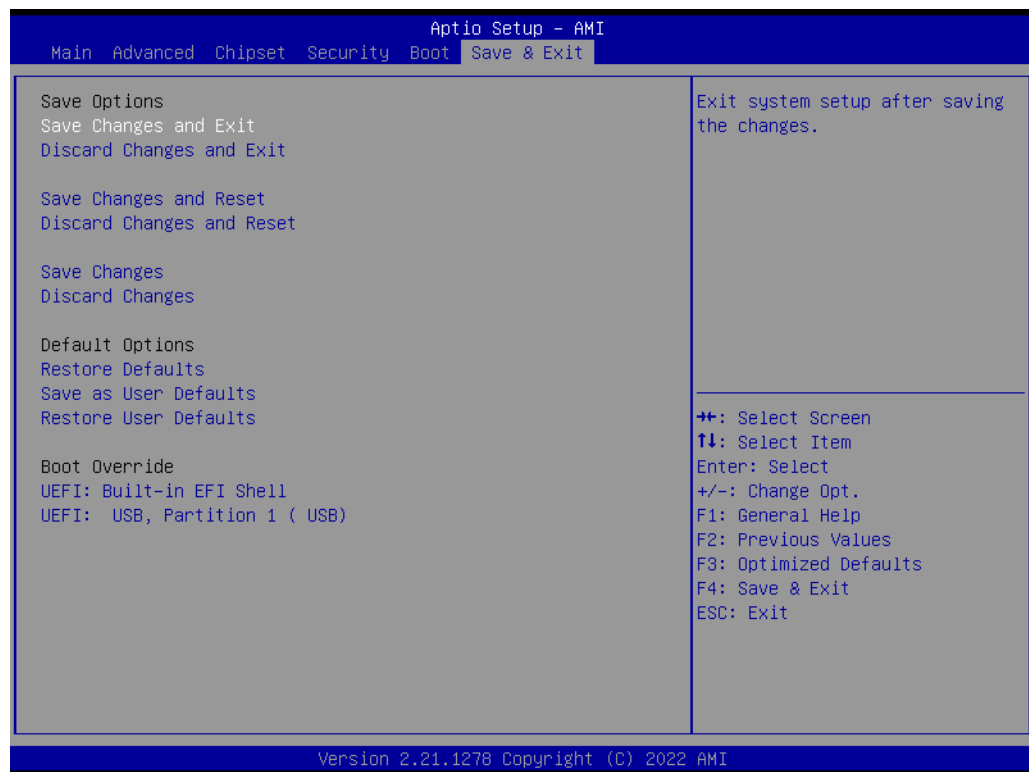 Aptio Setup – AMI
Main Advanced Chipset Security Boot Save & Exit
Save Options
Save Changes and Exit
Discard Changes and Exit
Save Changes and Reset
Discard Changes and Reset
Save Changes
Discard Changes
Default Options
Restore Defaults
Save as User Defaults
Restore User Defaults
Boot Override
UEFI: Built-in EFI Shell
UEFI:  USB, Partition 1 ( USB)
Exit system setup after saving
the changes.
→←: Select Screen
↑↓: Select Item
Enter: Select
+/-: Change Opt.
F1: General Help
F2: Previous Values
F3: Optimized Defaults
F4: Save & Exit
ESC: Exit
Version 2.21.1278 Copyright (C) 2022 AMI